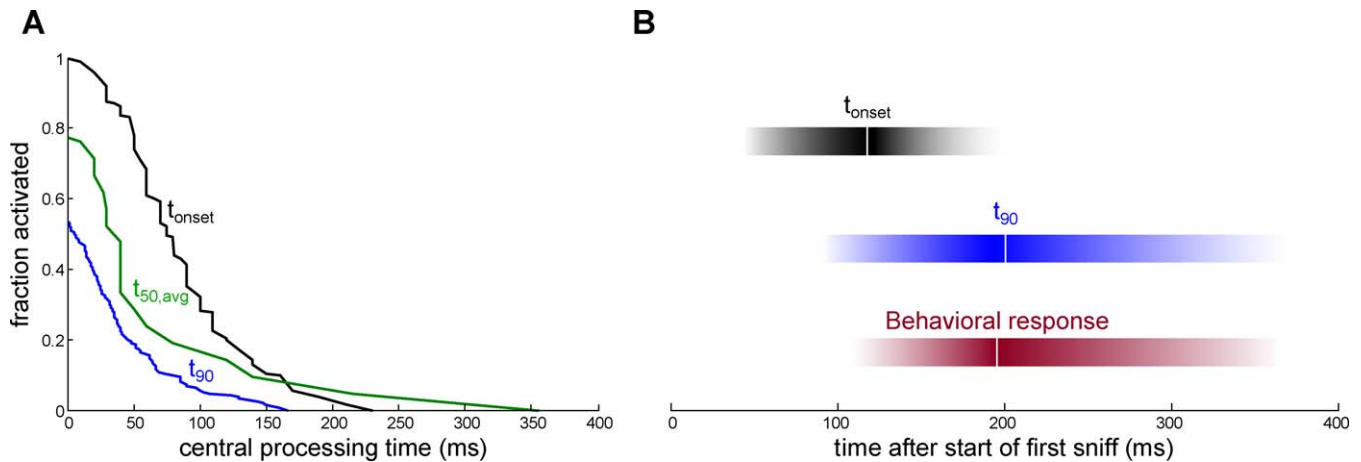 A
B
fraction activated
1
0.8
0.6
0.4
0.2
0
t_onset
t_50,avg
t_90
0 50 100 150 200 250 300 350 400
central processing time (ms)
t_onset
t_90
Behavioral response
0 100 200 300 400
time after start of first sniff (ms)